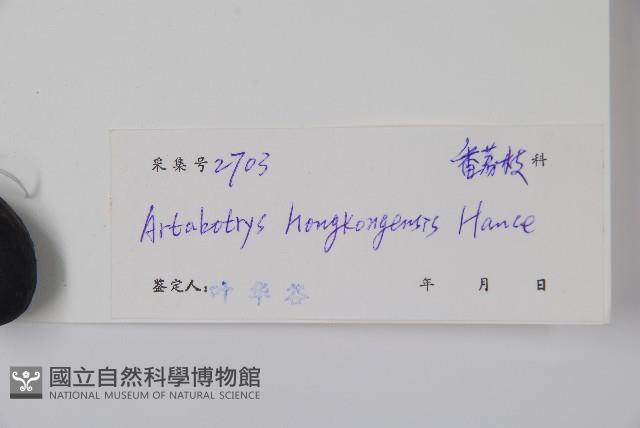 采集号 2703 番荔枝 科
Artabotrys hongkongensis Hance
鉴定人：叶华谷 年 月 日
國立自然科學博物館
NATIONAL MUSEUM OF NATURAL SCIENCE